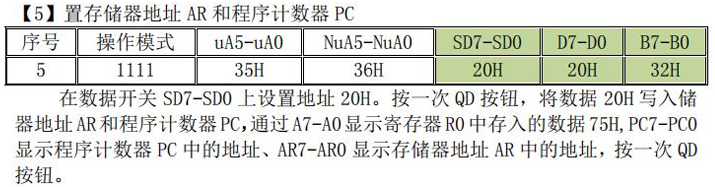 【5】置存储器地址 AR 和程序计数器 PC
序号 操作模式 uA5-uA0 NuA5-NuA0 SD7-SD0 D7-D0 B7-B0
5 1111 35H 36H 20H 20H 32H
在数据开关 SD7-SD0 上设置地址 20H。按一次 QD 按钮，将数据 20H 写入储
器地址 AR 和程序计数器 PC，通过 A7-A0 显示寄存器 R0 中存入的数据 75H,PC7-PC0
显示程序计数器 PC 中的地址、AR7-AR0 显示存储器地址 AR 中的地址，按一次 QD
按钮。